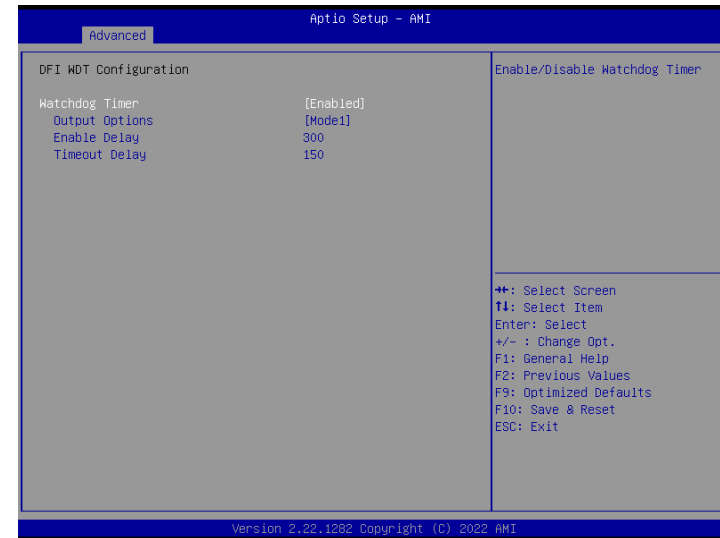 Aptio Setup – AMI
Advanced
DFI WDT Configuration
Watchdog Timer [Enabled]
Output Options [Mode1]
Enable Delay 300
Timeout Delay 150
Enable/Disable Watchdog Timer
→←: Select Screen
↑↓: Select Item
Enter: Select
+/- : Change Opt.
F1: General Help
F2: Previous Values
F9: Optimized Defaults
F10: Save & Reset
ESC: Exit
Version 2.22.1282 Copyright (C) 2022 AMI